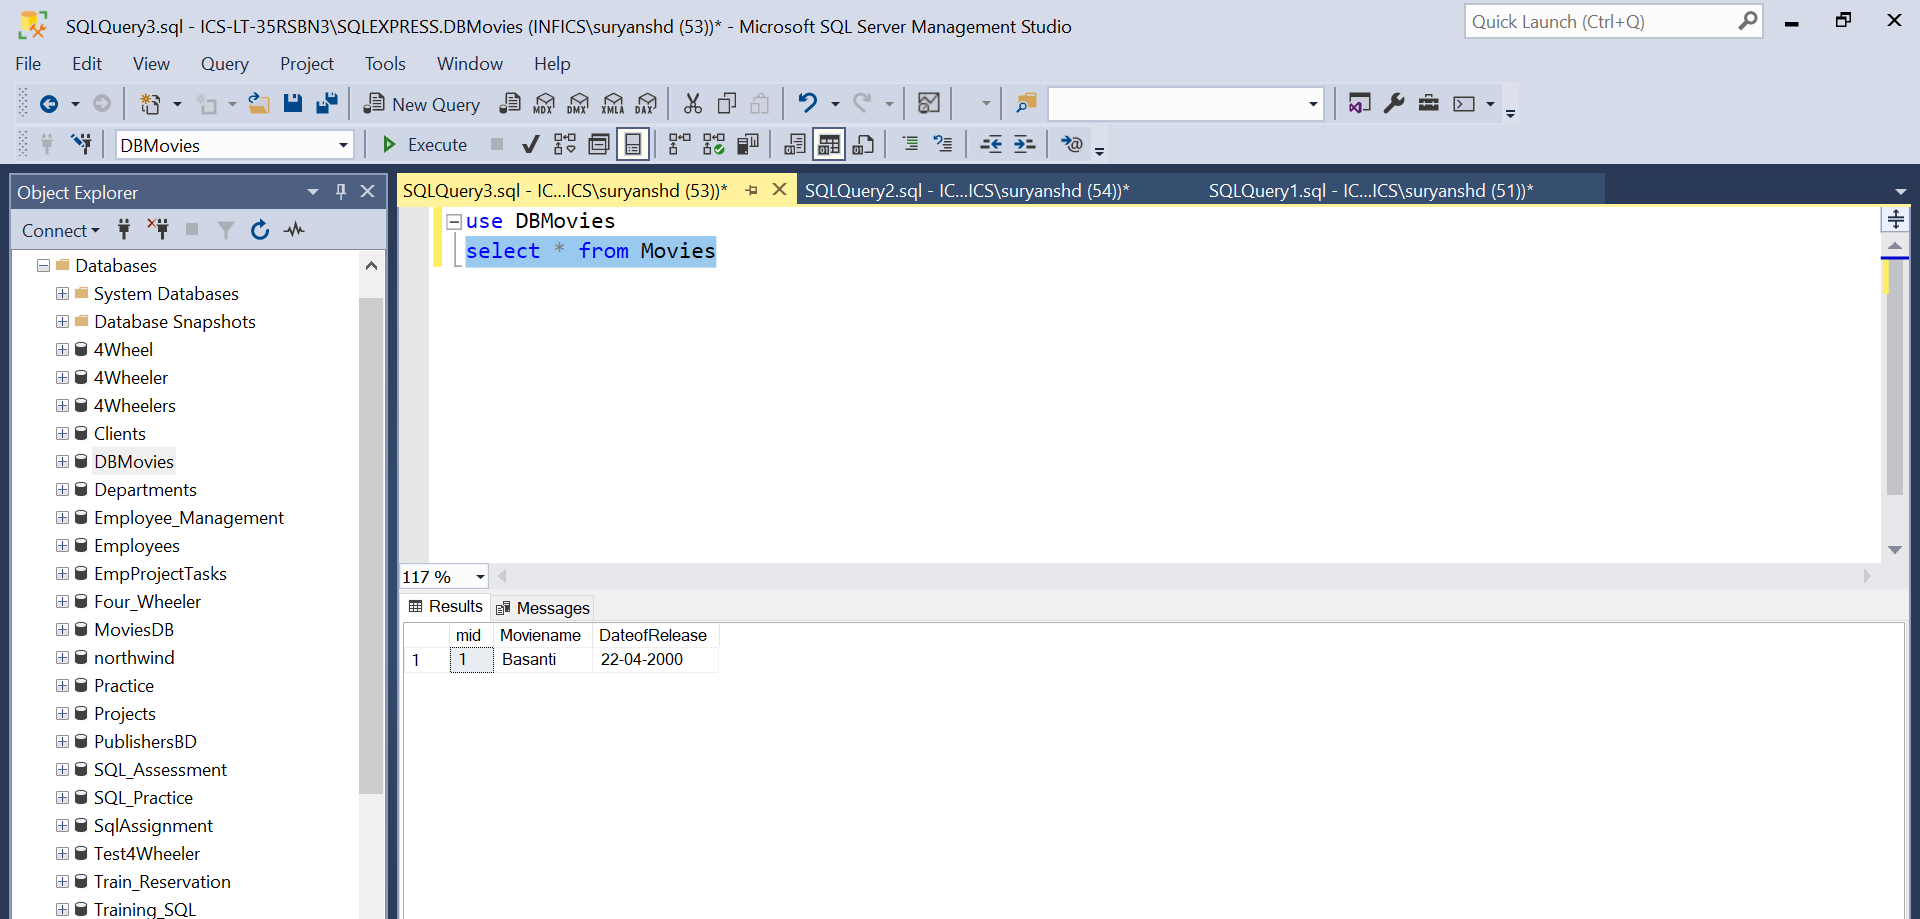 SQLQuery3.sql - ICS-LT-35RSBN3\SQLEXPRESS.DBMovies (INFICS\suryanshd (53))* - Microsoft SQL Server Management Studio
Quick Launch (Ctrl+Q)
File Edit View Query Project Tools Window Help
New Query MDX DMX XMLA DAX
DBMovies Execute
Object Explorer
SQLQuery3.sql - IC...ICS\suryanshd (53))* SQLQuery2.sql - IC...ICS\suryanshd (54))* SQLQuery1.sql - IC...ICS\suryanshd (51))*
Connect
Databases
System Databases
Database Snapshots
4Wheel
4Wheeler
4Wheelers
Clients
DBMovies
Departments
Employee_Management
Employees
EmpProjectTasks
Four_Wheeler
MoviesDB
northwind
Practice
Projects
PublishersBD
SQL_Assessment
SQL_Practice
SqlAssignment
Test4Wheeler
Train_Reservation
Training_SQL
use DBMovies
select * from Movies
117 %
Results Messages
mid Moviename DateofRelease
1 1 Basanti 22-04-2000